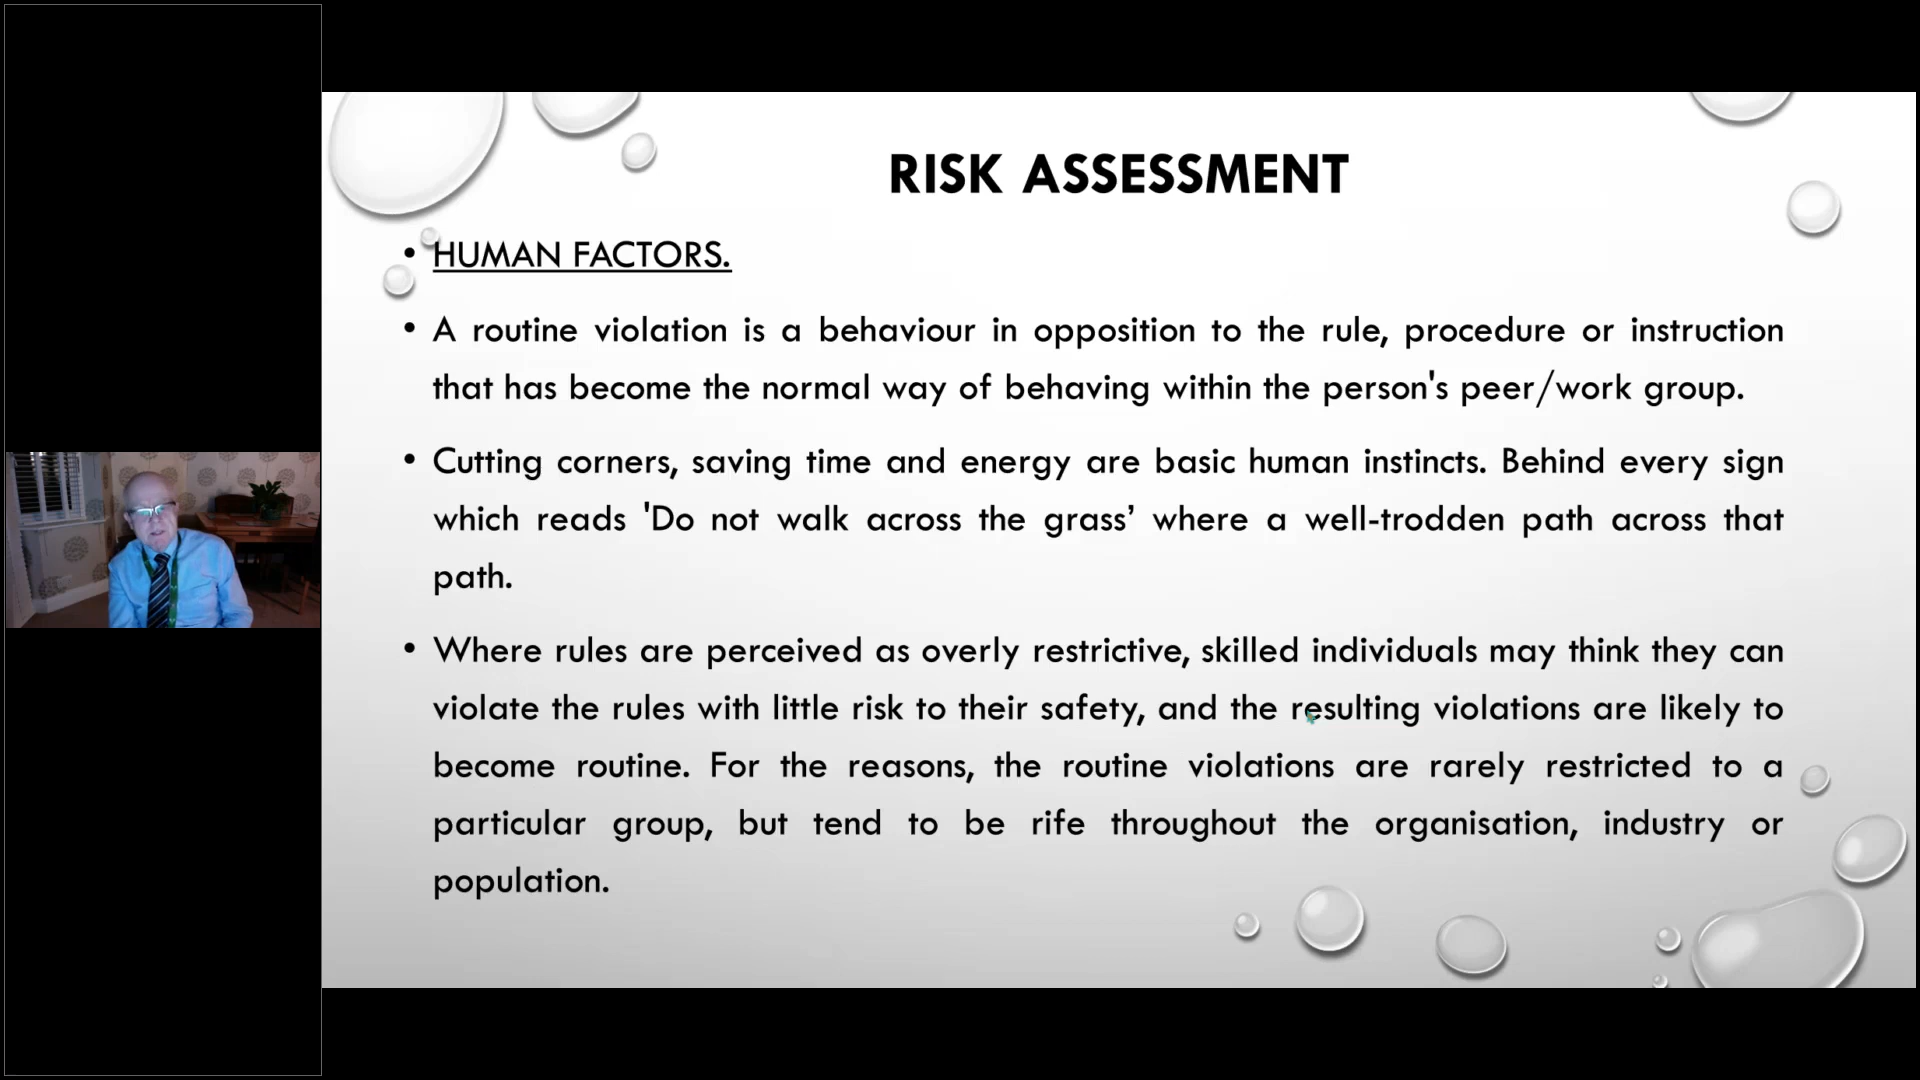 RISK ASSESSMENT
• HUMAN FACTORS.
• A routine violation is a behaviour in opposition to the rule, procedure or instruction
that has become the normal way of behaving within the person's peer/work group.
• Cutting corners, saving time and energy are basic human instincts. Behind every sign
which reads 'Do not walk across the grass’ where a well-trodden path across that
path.
• Where rules are perceived as overly restrictive, skilled individuals may think they can
violate the rules with little risk to their safety, and the resulting violations are likely to
become routine. For the reasons, the routine violations are rarely restricted to a
particular group, but tend to be rife throughout the organisation, industry or
population.